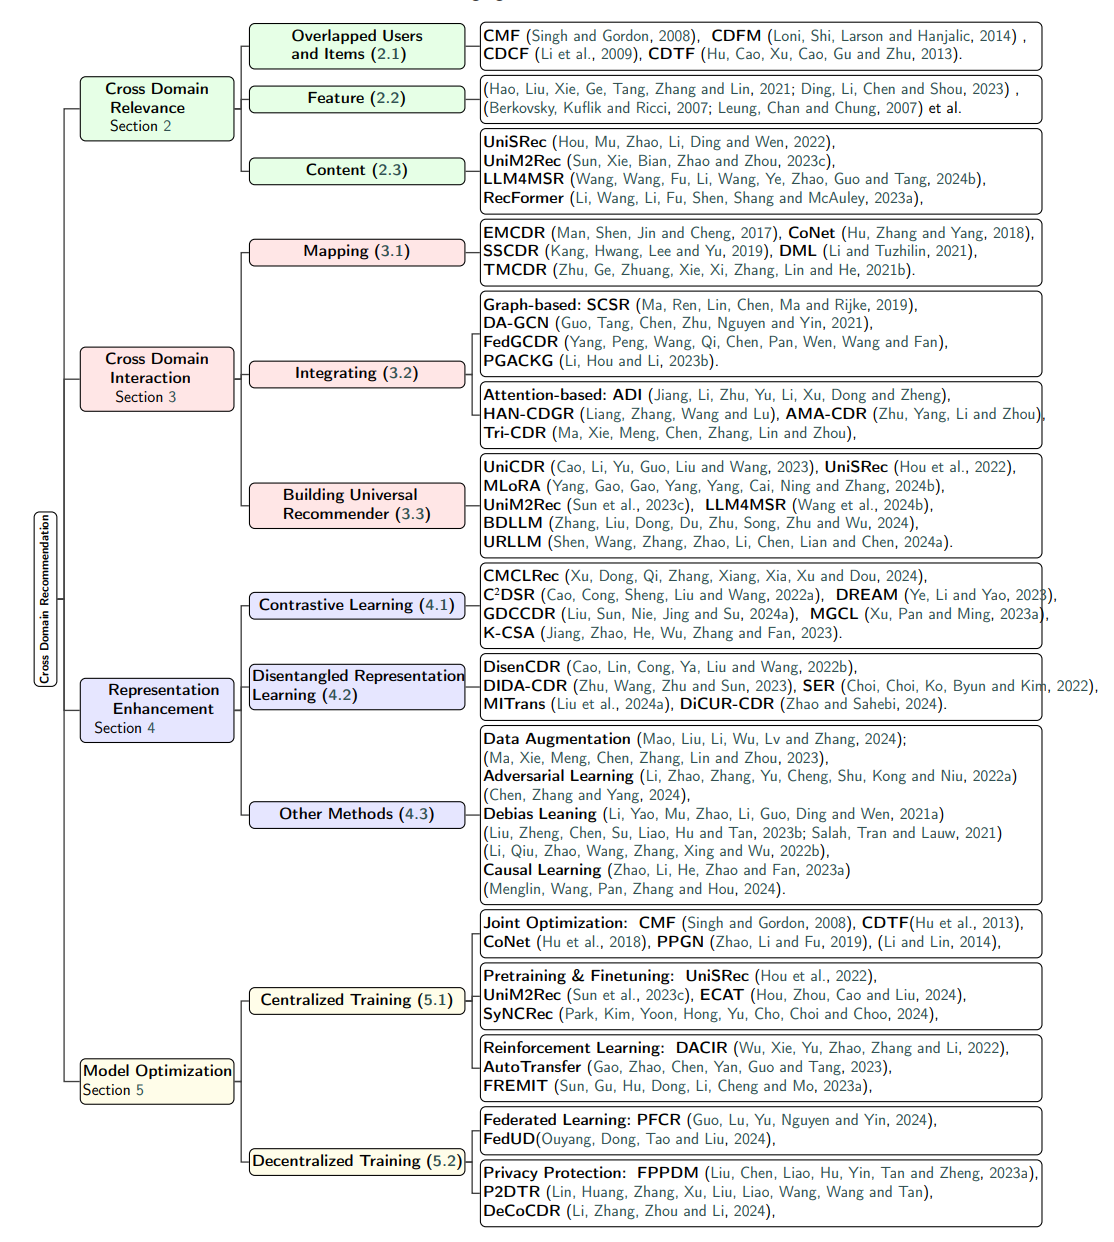 Cross Domain Recommendation
Cross Domain
Relevance
Section 2
Overlapped Users
and Items (2.1)
CMF (Singh and Gordon, 2008), CDFM (Loni, Shi, Larson and Hanjalic, 2014) ,
CDCF (Li et al., 2009), CDTF (Hu, Cao, Xu, Cao, Gu and Zhu, 2013).
Feature (2.2)
(Hao, Liu, Xie, Ge, Tang, Zhang and Lin, 2021; Ding, Li, Chen and Shou, 2023) ,
(Berkovsky, Kuflik and Ricci, 2007; Leung, Chan and Chung, 2007) et al.
Content (2.3)
UniSRec (Hou, Mu, Zhao, Li, Ding and Wen, 2022),
UniM2Rec (Sun, Xie, Bian, Zhao and Zhou, 2023c),
LLM4MSR (Wang, Wang, Fu, Li, Wang, Ye, Zhao, Guo and Tang, 2024b),
RecFormer (Li, Wang, Li, Fu, Shen, Shang and McAuley, 2023a),
Cross Domain
Interaction
Section 3
Mapping (3.1)
EMCDR (Man, Shen, Jin and Cheng, 2017), CoNet (Hu, Zhang and Yang, 2018),
SSCDR (Kang, Hwang, Lee and Yu, 2019), DML (Li and Tuzhilin, 2021),
TMCDR (Zhu, Ge, Zhuang, Xie, Xi, Zhang, Lin and He, 2021b).
Integrating (3.2)
Graph-based: SCSR (Ma, Ren, Lin, Chen, Ma and Rijke, 2019),
DA-GCN (Guo, Tang, Chen, Zhu, Nguyen and Yin, 2021),
FedGCDR (Yang, Peng, Wang, Qi, Chen, Pan, Wen, Wang and Fan),
PGACKG (Li, Hou and Li, 2023b).
Attention-based: ADI (Jiang, Li, Zhu, Yu, Li, Xu, Dong and Zheng),
HAN-CDGR (Liang, Zhang, Wang and Lu), AMA-CDR (Zhu, Yang, Li and Zhou),
Tri-CDR (Ma, Xie, Meng, Chen, Zhang, Lin and Zhou),
Building Universal
Recommender (3.3)
UniCDR (Cao, Li, Yu, Guo, Liu and Wang, 2023), UniSRec (Hou et al., 2022),
MLoRA (Yang, Gao, Gao, Yang, Yang, Cai, Ning and Zhang, 2024b),
UniM2Rec (Sun et al., 2023c), LLM4MSR (Wang et al., 2024b),
BDLLM (Zhang, Liu, Dong, Du, Zhu, Song, Zhu and Wu, 2024),
URLLM (Shen, Wang, Zhang, Zhao, Li, Chen, Lian and Chen, 2024a).
Representation
Enhancement
Section 4
Contrastive Learning (4.1)
CMCLRec (Xu, Dong, Qi, Zhang, Xiang, Xia, Xu and Dou, 2024),
C²DSR (Cao, Cong, Sheng, Liu and Wang, 2022a), DREAM (Ye, Li and Yao, 2023),
GDCCDR (Liu, Sun, Nie, Jing and Su, 2024a), MGCL (Xu, Pan and Ming, 2023a),
K-CSA (Jiang, Zhao, He, Wu, Zhang and Fan, 2023).
Disentangled Representation
Learning (4.2)
DisenCDR (Cao, Lin, Cong, Ya, Liu and Wang, 2022b),
DIDA-CDR (Zhu, Wang, Zhu and Sun, 2023), SER (Choi, Choi, Ko, Byun and Kim, 2022),
MITrans (Liu et al., 2024a), DiCUR-CDR (Zhao and Sahebi, 2024).
Other Methods (4.3)
Data Augmentation (Mao, Liu, Li, Wu, Lv and Zhang, 2024);
(Ma, Xie, Meng, Chen, Zhang, Lin and Zhou, 2023),
Adversarial Learning (Li, Zhao, Zhang, Yu, Cheng, Shu, Kong and Niu, 2022a)
(Chen, Zhang and Yang, 2024),
Debias Leaning (Li, Yao, Mu, Zhao, Li, Guo, Ding and Wen, 2021a)
(Liu, Zheng, Chen, Su, Liao, Hu and Tan, 2023b; Salah, Tran and Lauw, 2021)
(Li, Qiu, Zhao, Wang, Zhang, Xing and Wu, 2022b),
Causal Learning (Zhao, Li, He, Zhao and Fan, 2023a)
(Menglin, Wang, Pan, Zhang and Hou, 2024).
Model Optimization
Section 5
Centralized Training (5.1)
Joint Optimization: CMF (Singh and Gordon, 2008), CDTF(Hu et al., 2013),
CoNet (Hu et al., 2018), PPGN (Zhao, Li and Fu, 2019), (Li and Lin, 2014),
Pretraining & Finetuning: UniSRec (Hou et al., 2022),
UniM2Rec (Sun et al., 2023c), ECAT (Hou, Zhou, Cao and Liu, 2024),
SyNCRec (Park, Kim, Yoon, Hong, Yu, Cho, Choi and Choo, 2024),
Reinforcement Learning: DACIR (Wu, Xie, Yu, Zhao, Zhang and Li, 2022),
AutoTransfer (Gao, Zhao, Chen, Yan, Guo and Tang, 2023),
FREMIT (Sun, Gu, Hu, Dong, Li, Cheng and Mo, 2023a),
Decentralized Training (5.2)
Federated Learning: PFCR (Guo, Lu, Yu, Nguyen and Yin, 2024),
FedUD(Ouyang, Dong, Tao and Liu, 2024),
Privacy Protection: FPPDM (Liu, Chen, Liao, Hu, Yin, Tan and Zheng, 2023a),
P2DTR (Lin, Huang, Zhang, Xu, Liu, Liao, Wang, Wang and Tan),
DeCoCDR (Li, Zhang, Zhou and Li, 2024),